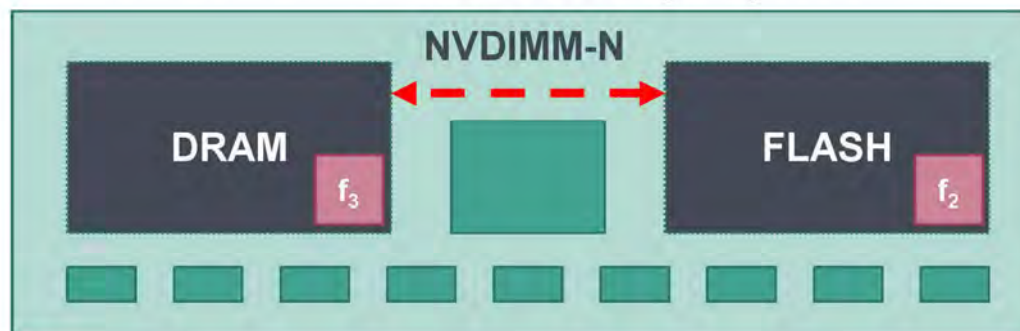 NVDIMM-N
DRAM
FLASH
f₃
f₂